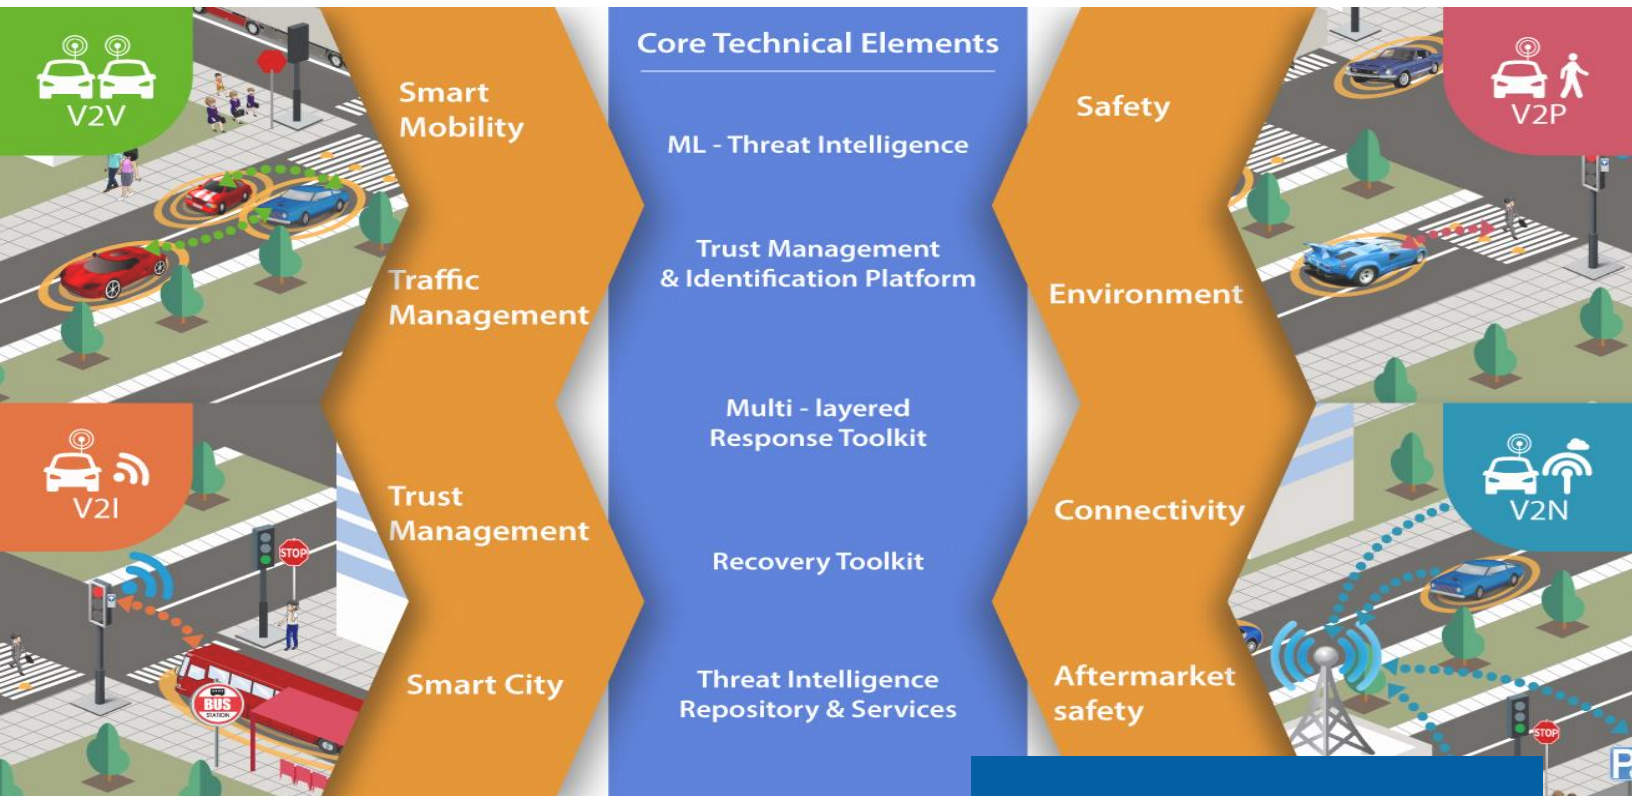 V2V
Smart
Mobility
Traffic
Management
V2I
STOP
Trust
Management
BUS
STATION
Smart City
Core Technical Elements
ML - Threat Intelligence
Trust Management
& Identification Platform
Multi - layered
Response Toolkit
Recovery Toolkit
Threat Intelligence
Repository & Services
Safety
Environment
Connectivity
Aftermarket
safety
V2P
V2N
STOP
P